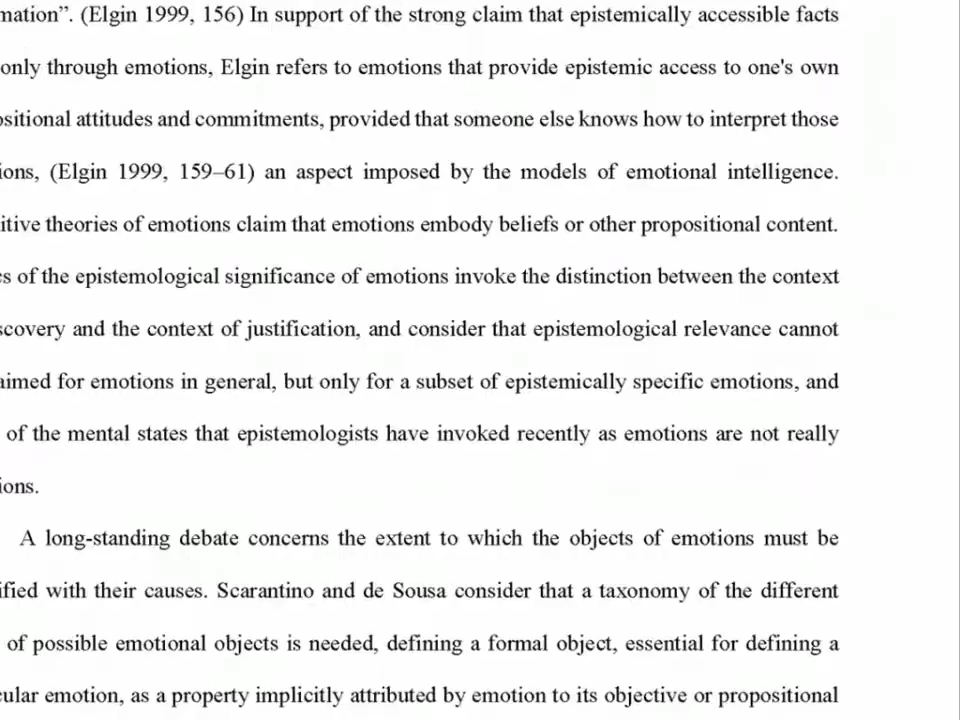 mation”. (Elgin 1999, 156) In support of the strong claim that epistemically accessible facts
only through emotions, Elgin refers to emotions that provide epistemic access to one's own
ositional attitudes and commitments, provided that someone else knows how to interpret those
ions, (Elgin 1999, 159–61) an aspect imposed by the models of emotional intelligence.
itive theories of emotions claim that emotions embody beliefs or other propositional content.
s of the epistemological significance of emotions invoke the distinction between the context
scovery and the context of justification, and consider that epistemological relevance cannot
aimed for emotions in general, but only for a subset of epistemically specific emotions, and
of the mental states that epistemologists have invoked recently as emotions are not really
ions.
A long-standing debate concerns the extent to which the objects of emotions must be
ified with their causes. Scarantino and de Sousa consider that a taxonomy of the different
of possible emotional objects is needed, defining a formal object, essential for defining a
cular emotion, as a property implicitly attributed by emotion to its objective or propositional